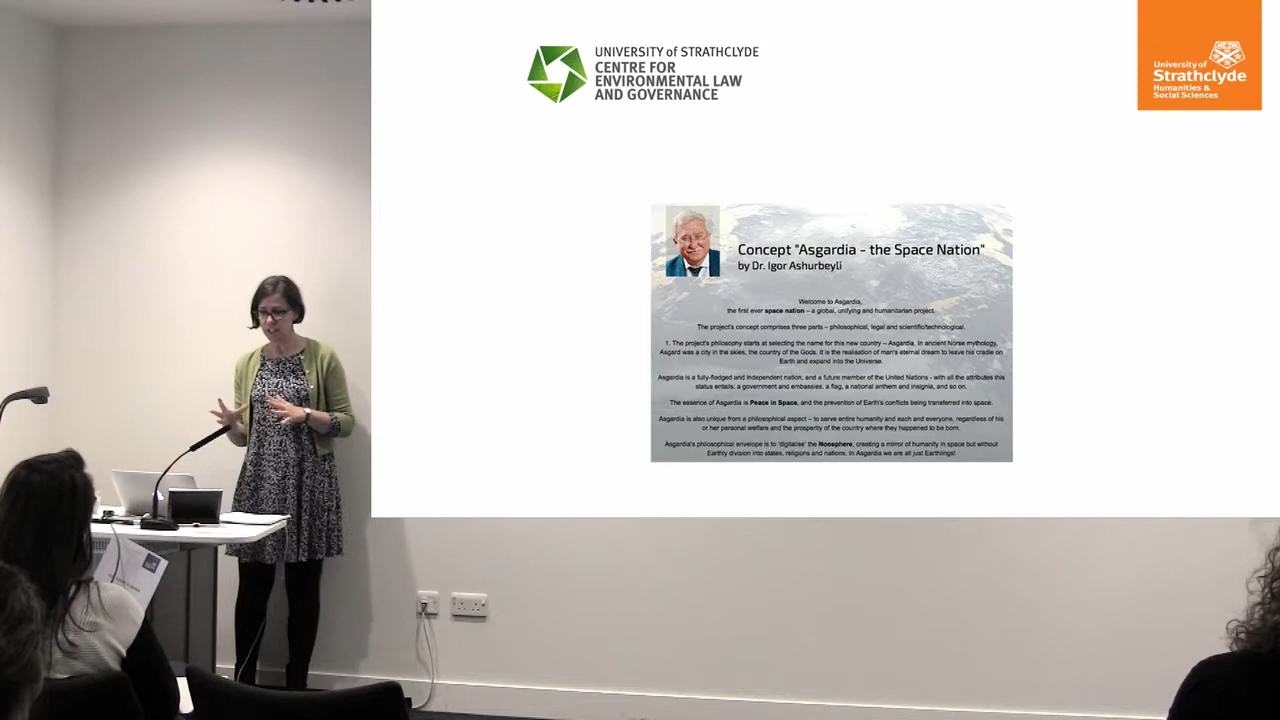 UNIVERSITY of STRATHCLYDE
CENTRE FOR
ENVIRONMENTAL LAW
AND GOVERNANCE
University of
Strathclyde
Humanities &
Social Sciences
Concept "Asgardia - the Space Nation"
by Dr. Igor Ashurbeyli
Welcome to Asgardia,
the first ever space nation – a global, unifying and humanitarian project.
The project's concept comprises three parts – philosophical, legal and scientific/technological.
1. The project's philosophy starts at selecting the name for this new country – Asgardia. In ancient Norse mythology,
Asgard was a city in the skies, the country of the Gods. It is the realisation of man's eternal dream to leave his cradle on
Earth and expand into the Universe.
Asgardia is a fully-fledged and independent nation, and a future member of the United Nations - with all the attributes this
status entails: a government and embassies, a flag, a national anthem and insignia, and so on.
The essence of Asgardia is Peace in Space, and the prevention of Earth's conflicts being transferred into space.
Asgardia is also unique from a philosophical aspect – to serve entire humanity and each and everyone, regardless of his
or her personal welfare and the prosperity of the country where they happened to be born.
Asgardia's philosophical envelope is to 'digitalise' the Noosphere, creating a mirror of humanity in space but without
Earthly division into states, religions and nations. In Asgardia we are all just Earthlings!